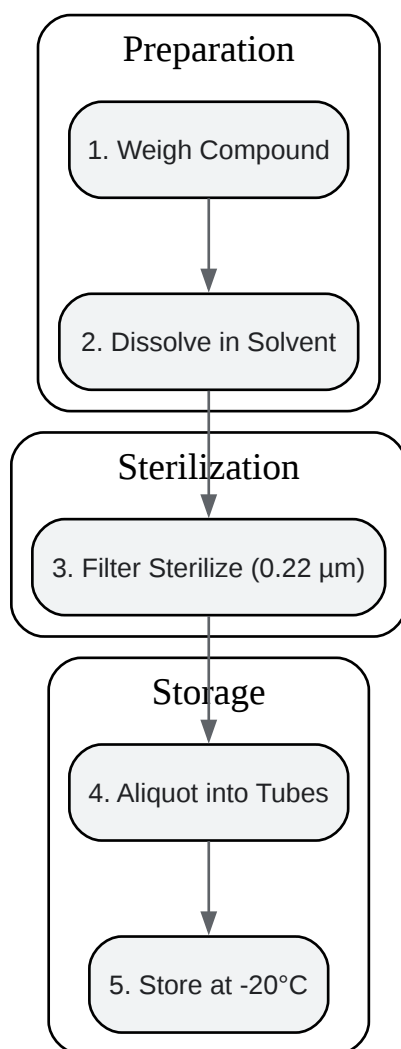 Preparation
1. Weigh Compound
2. Dissolve in Solvent
Sterilization
3. Filter Sterilize (0.22 µm)
Storage
4. Aliquot into Tubes
5. Store at -20°C